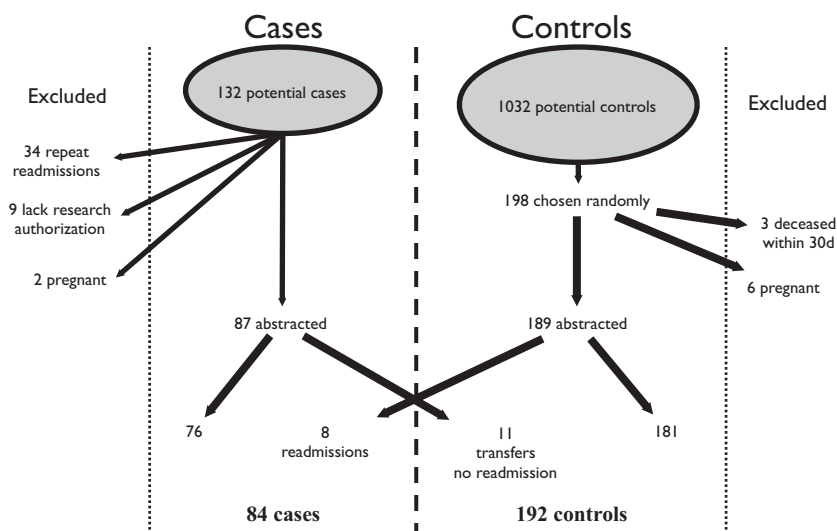 Cases
Controls
Excluded
132 potential cases
1032 potential controls
Excluded
34 repeat
readmissions
9 lack research
authorization
2 pregnant
198 chosen randomly
3 deceased
within 30d
6 pregnant
87 abstracted
189 abstracted
76
8
readmissions
11
transfers
no readmission
181
84 cases
192 controls